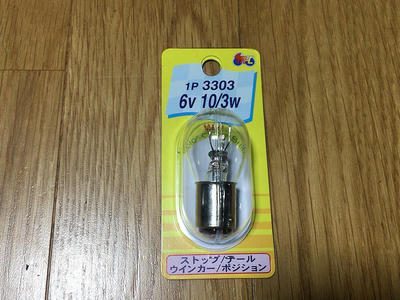 1P 3303
6v 10/3w
ストップ/テール
ウインカー/ポジション